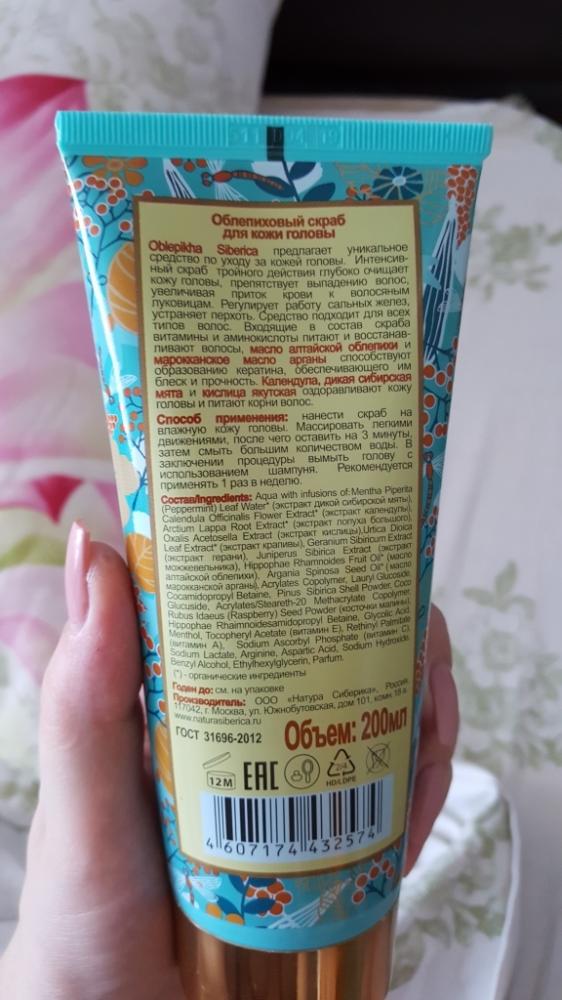 Облепиховый скраб
для кожи головы
Oblepikha Siberica предлагает уникальное
средство по уходу за кожей головы. Интенсив-
ный скраб тройного действия глубоко очищает
кожу головы, препятствует выпадению волос,
увеличивая приток крови к волосяным
луковицам. Регулирует работу сальных желез,
устраняет перхоть. Средство подходит для всех
типов волос. Входящие в состав скраба
витамины и аминокислоты питают и восстанав-
ливают волосы, масло алтайской облепихи и
марокканское масло арганы способствуют
образованию кератина, обеспечивающего им
блеск и прочность. Календула, дикая сибирская
мята и кислица якутская оздоравливают кожу
головы и питают корни волос.
Способ применения: нанести скраб на
влажную кожу головы. Массировать легкими
движениями, после чего оставить на 3 минуты,
затем смыть большим количеством воды. В
заключении процедуры вымыть голову с
использованием шампуня. Рекомендуется
применять 1 раз в неделю.
Состав/Ingredients: Aqua with infusions of: Mentha Piperita
(Peppermint) Leaf Water* (экстракт дикой сибирской мяты),
Calendula Officinalis Flower Extract* (экстракт календулы),
Arctium Lappa Root Extract* (экстракт лопуха большого),
Oxalis Acetosella Extract (экстракт кислицы),Urtica Dioica
Leaf Extract* (экстракт крапивы), Geranium Sibiricum Extract
(экстракт герани), Juniperus Sibirica Extract (экстракт
можжевельника), Hippophae Rhamnoides Fruit Oil* (масло
алтайской облепихи), Argania Spinosa Seed Oil* (масло
марокканской арганы), Acrylates Copolymer, Lauryl Glucoside,
Cocamidopropyl Betaine, Pinus Sibirica Shell Powder, Coco
Glucuside, Acrylates/Steareth-20 Methacrylate Copolymer,
Rubus Idaeus (Raspberry) Seed Powder (косточки малины),
Hippophae Rhamnoidesamidopropyl Betaine, Glycolic Acid,
Menthol, Tocopheryl Acetate (витамин Е), Rethinyl Palmitate
(витамин А), Sodium Ascorbyl Phosphate (витамин С),
Sodium Lactate, Arginine, Aspartic Acid, Sodium Hydroxide,
Benzyl Alcohol, Ethylhexylglycerin, Parfum.
(*) - органические ингредиенты
Годен до: см. на упаковке
Производитель: ООО «Натура Сиберика», Россия,
117042, г. Москва, ул. Южнобутовская, дом 101, комн.18 а.
www.naturasiberica.ru
ГОСТ 31696-2012
Объем: 200мл
12M
EAC
HD/LDPE
4 607174 432574